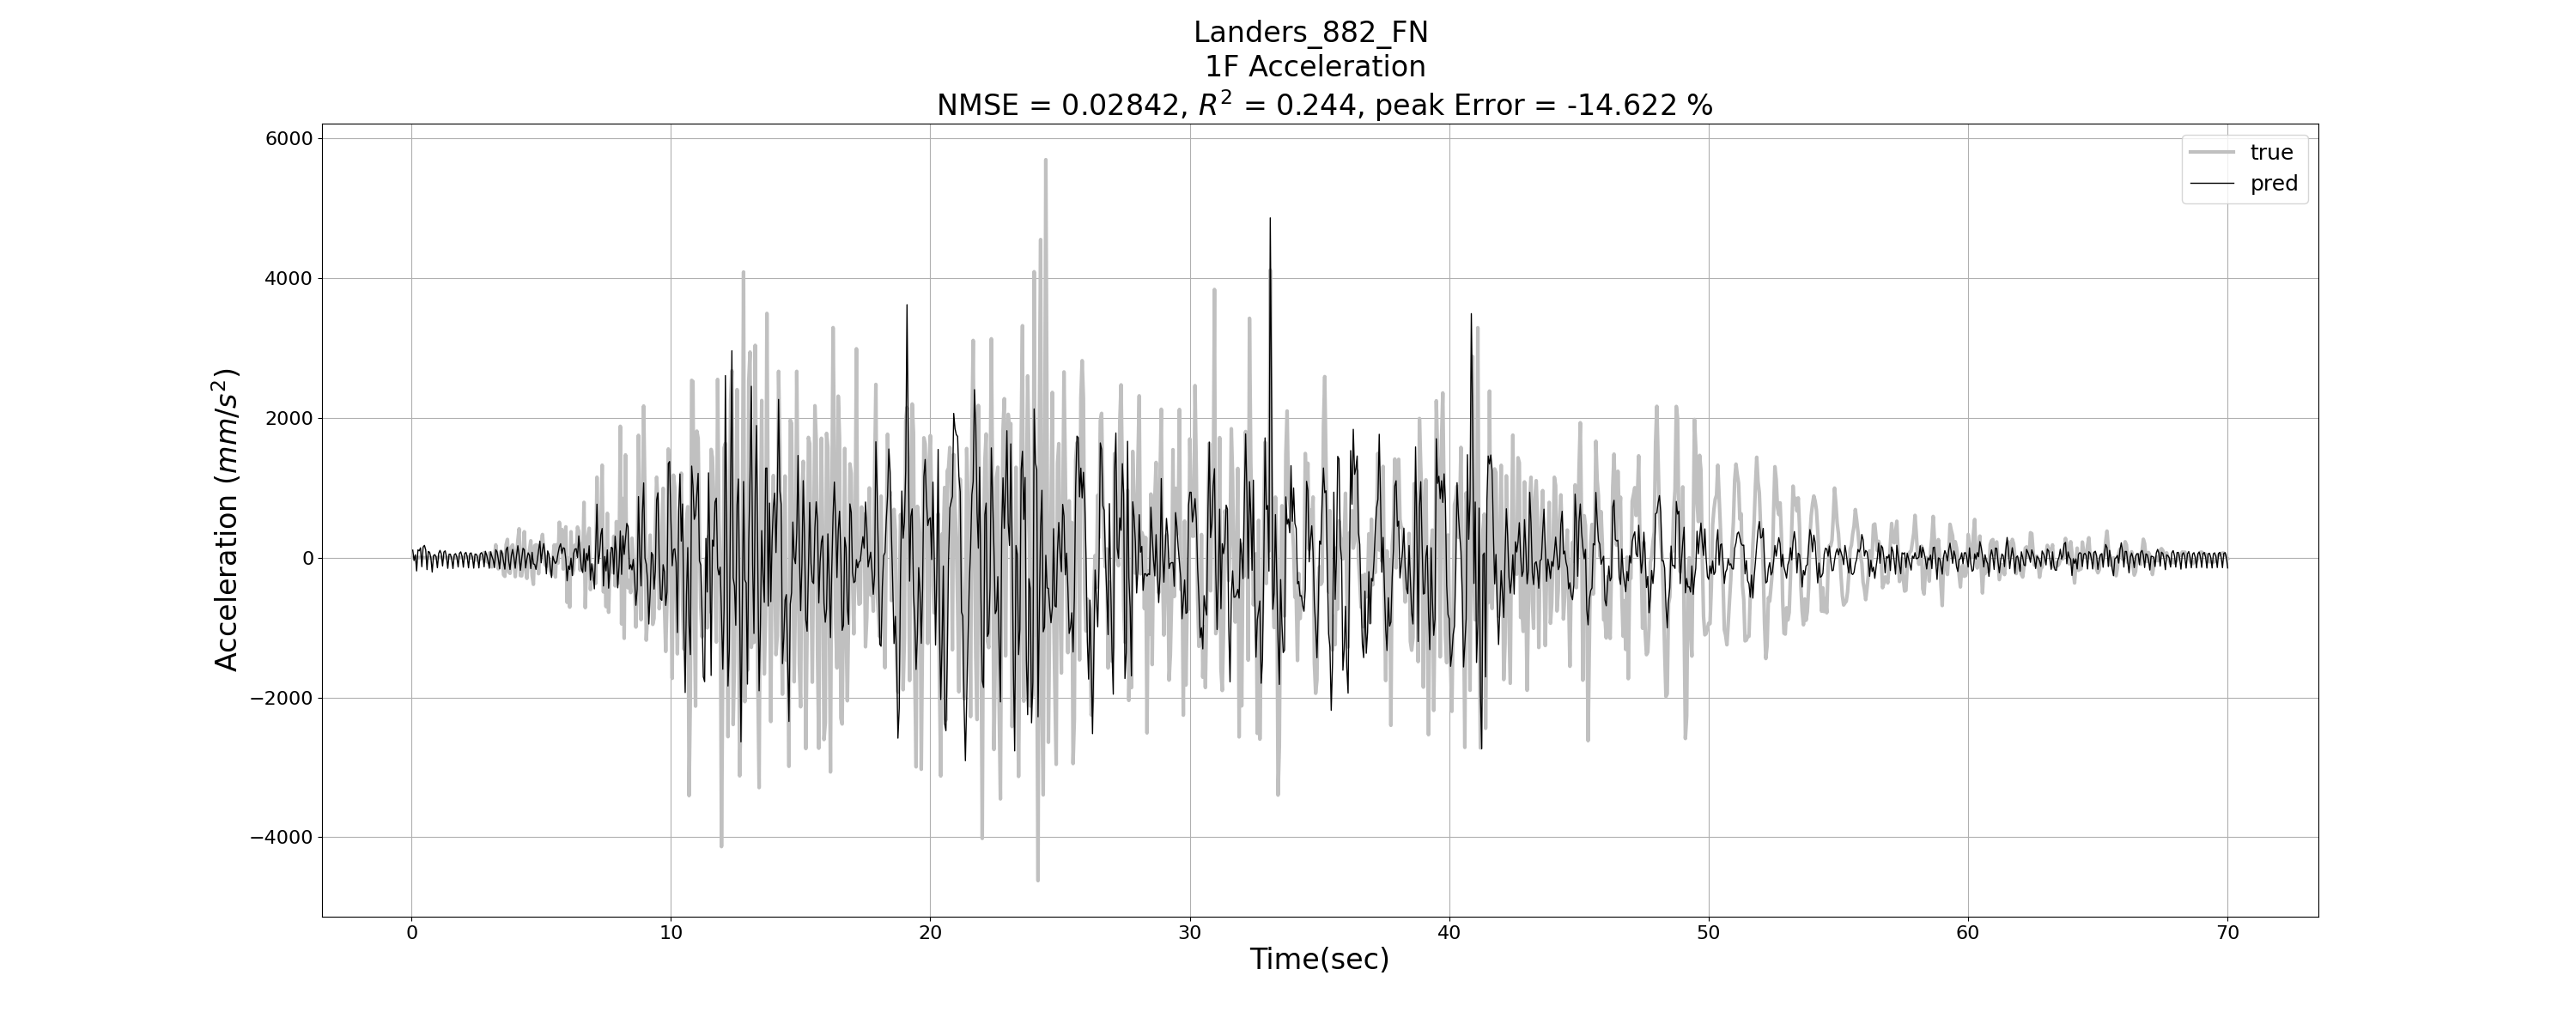 Landers_882_FN
1F Acceleration
NMSE = 0.02842, R² = 0.244, peak Error = -14.622 %
6000
4000
2000
0
−2000
−4000
Acceleration (mm/s²)
true
pred
0 10 20 30 40 50 60 70
Time(sec)